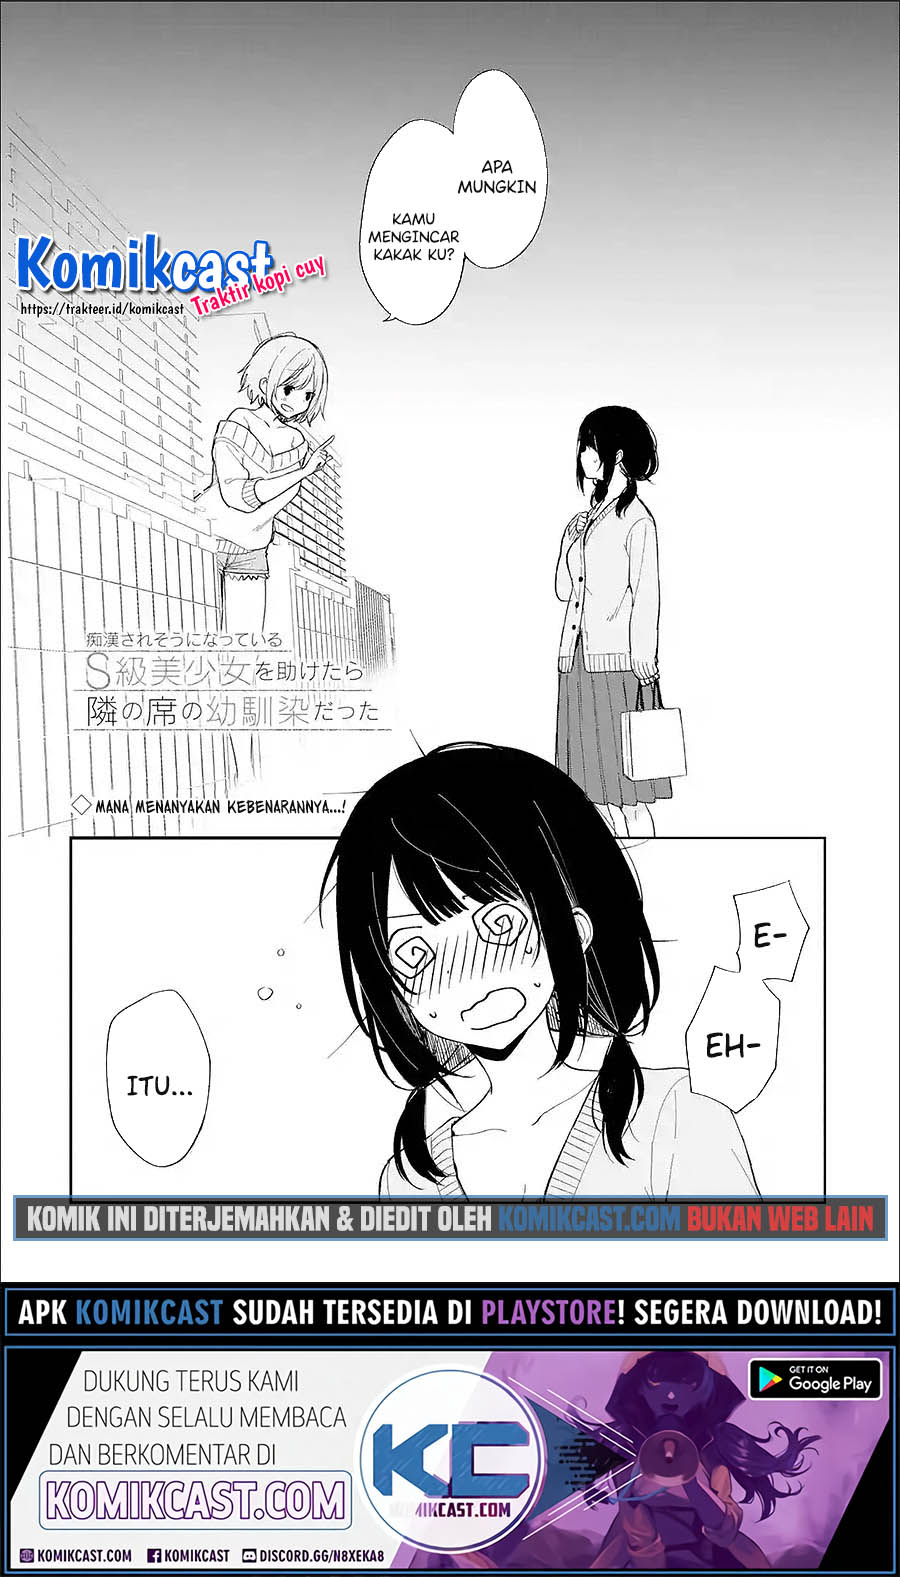 APA
MUNGKIN
KAMU
MENGINCAR
KAKAK KU?
Komikcast
Traktir kopi cuy
https://trakteer.id/komikcast
痴漢されそうになっている
S級美少女を助けたら
隣の席の幼馴染だった
MANA MENANYAKAN KEBENARANNYA...!
E-
EH-
ITU...
KOMIK INI DITERJEMAHKAN & DIEDIT OLEH KOMIKCAST.COM BUKAN WEB LAIN
APK KOMIKCAST SUDAH TERSEDIA DI PLAYSTORE! SEGERA DOWNLOAD!
DUKUNG TERUS KAMI
DENGAN SELALU MEMBACA
DAN BERKOMENTAR DI
KOMIKCAST.COM
KC
KOMIKCAST.COM
GET IT ON
Google Play
KOMIKCAST.COM KOMIKCAST DISCORD.GG/N8XEKA8